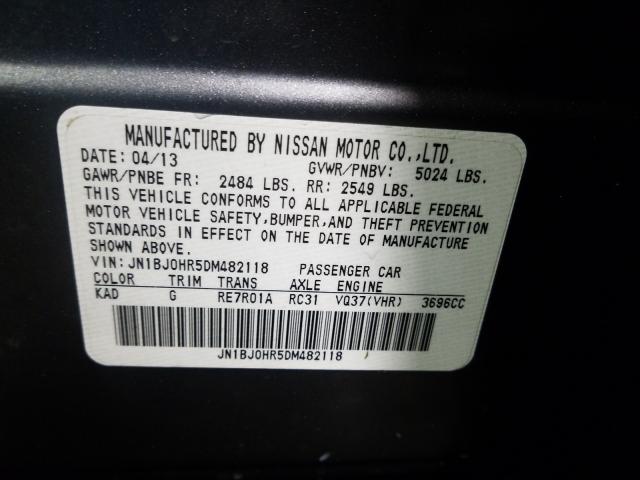 MANUFACTURED BY NISSAN MOTOR CO.,LTD.
DATE: 04/13 GVWR/PNBV: 5024 LBS.
GAWR/PNBE FR: 2484 LBS. RR: 2549 LBS.
THIS VEHICLE CONFORMS TO ALL APPLICABLE FEDERAL
MOTOR VEHICLE SAFETY,BUMPER,AND THEFT PREVENTION
STANDARDS IN EFFECT ON THE DATE OF MANUFACTURE
SHOWN ABOVE.
VIN: JN1BJ0HR5DM482118 PASSENGER CAR
COLOR TRIM TRANS AXLE ENGINE
KAD G RE7R01A RC31 VQ37(VHR) 3696CC
JN1BJ0HR5DM482118